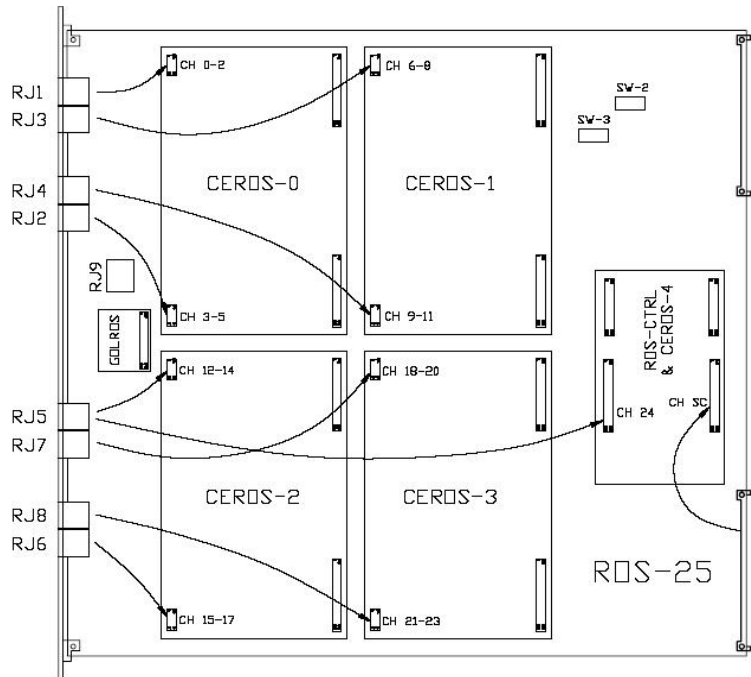 RJ1
RJ3
CH 0-2
CH 6-8
SW-2
SW-3
RJ4
RJ2
CEROS-0
CEROS-1
RJ9
GOLROS
CH 3-5
CH 9-11
ROS-CTRL
& CEROS-4
CH 12-14
CH 18-20
RJ5
RJ7
CH 24
CH SC
CEROS-2
CEROS-3
RJ8
RJ6
ROS-25
CH 15-17
CH 21-23